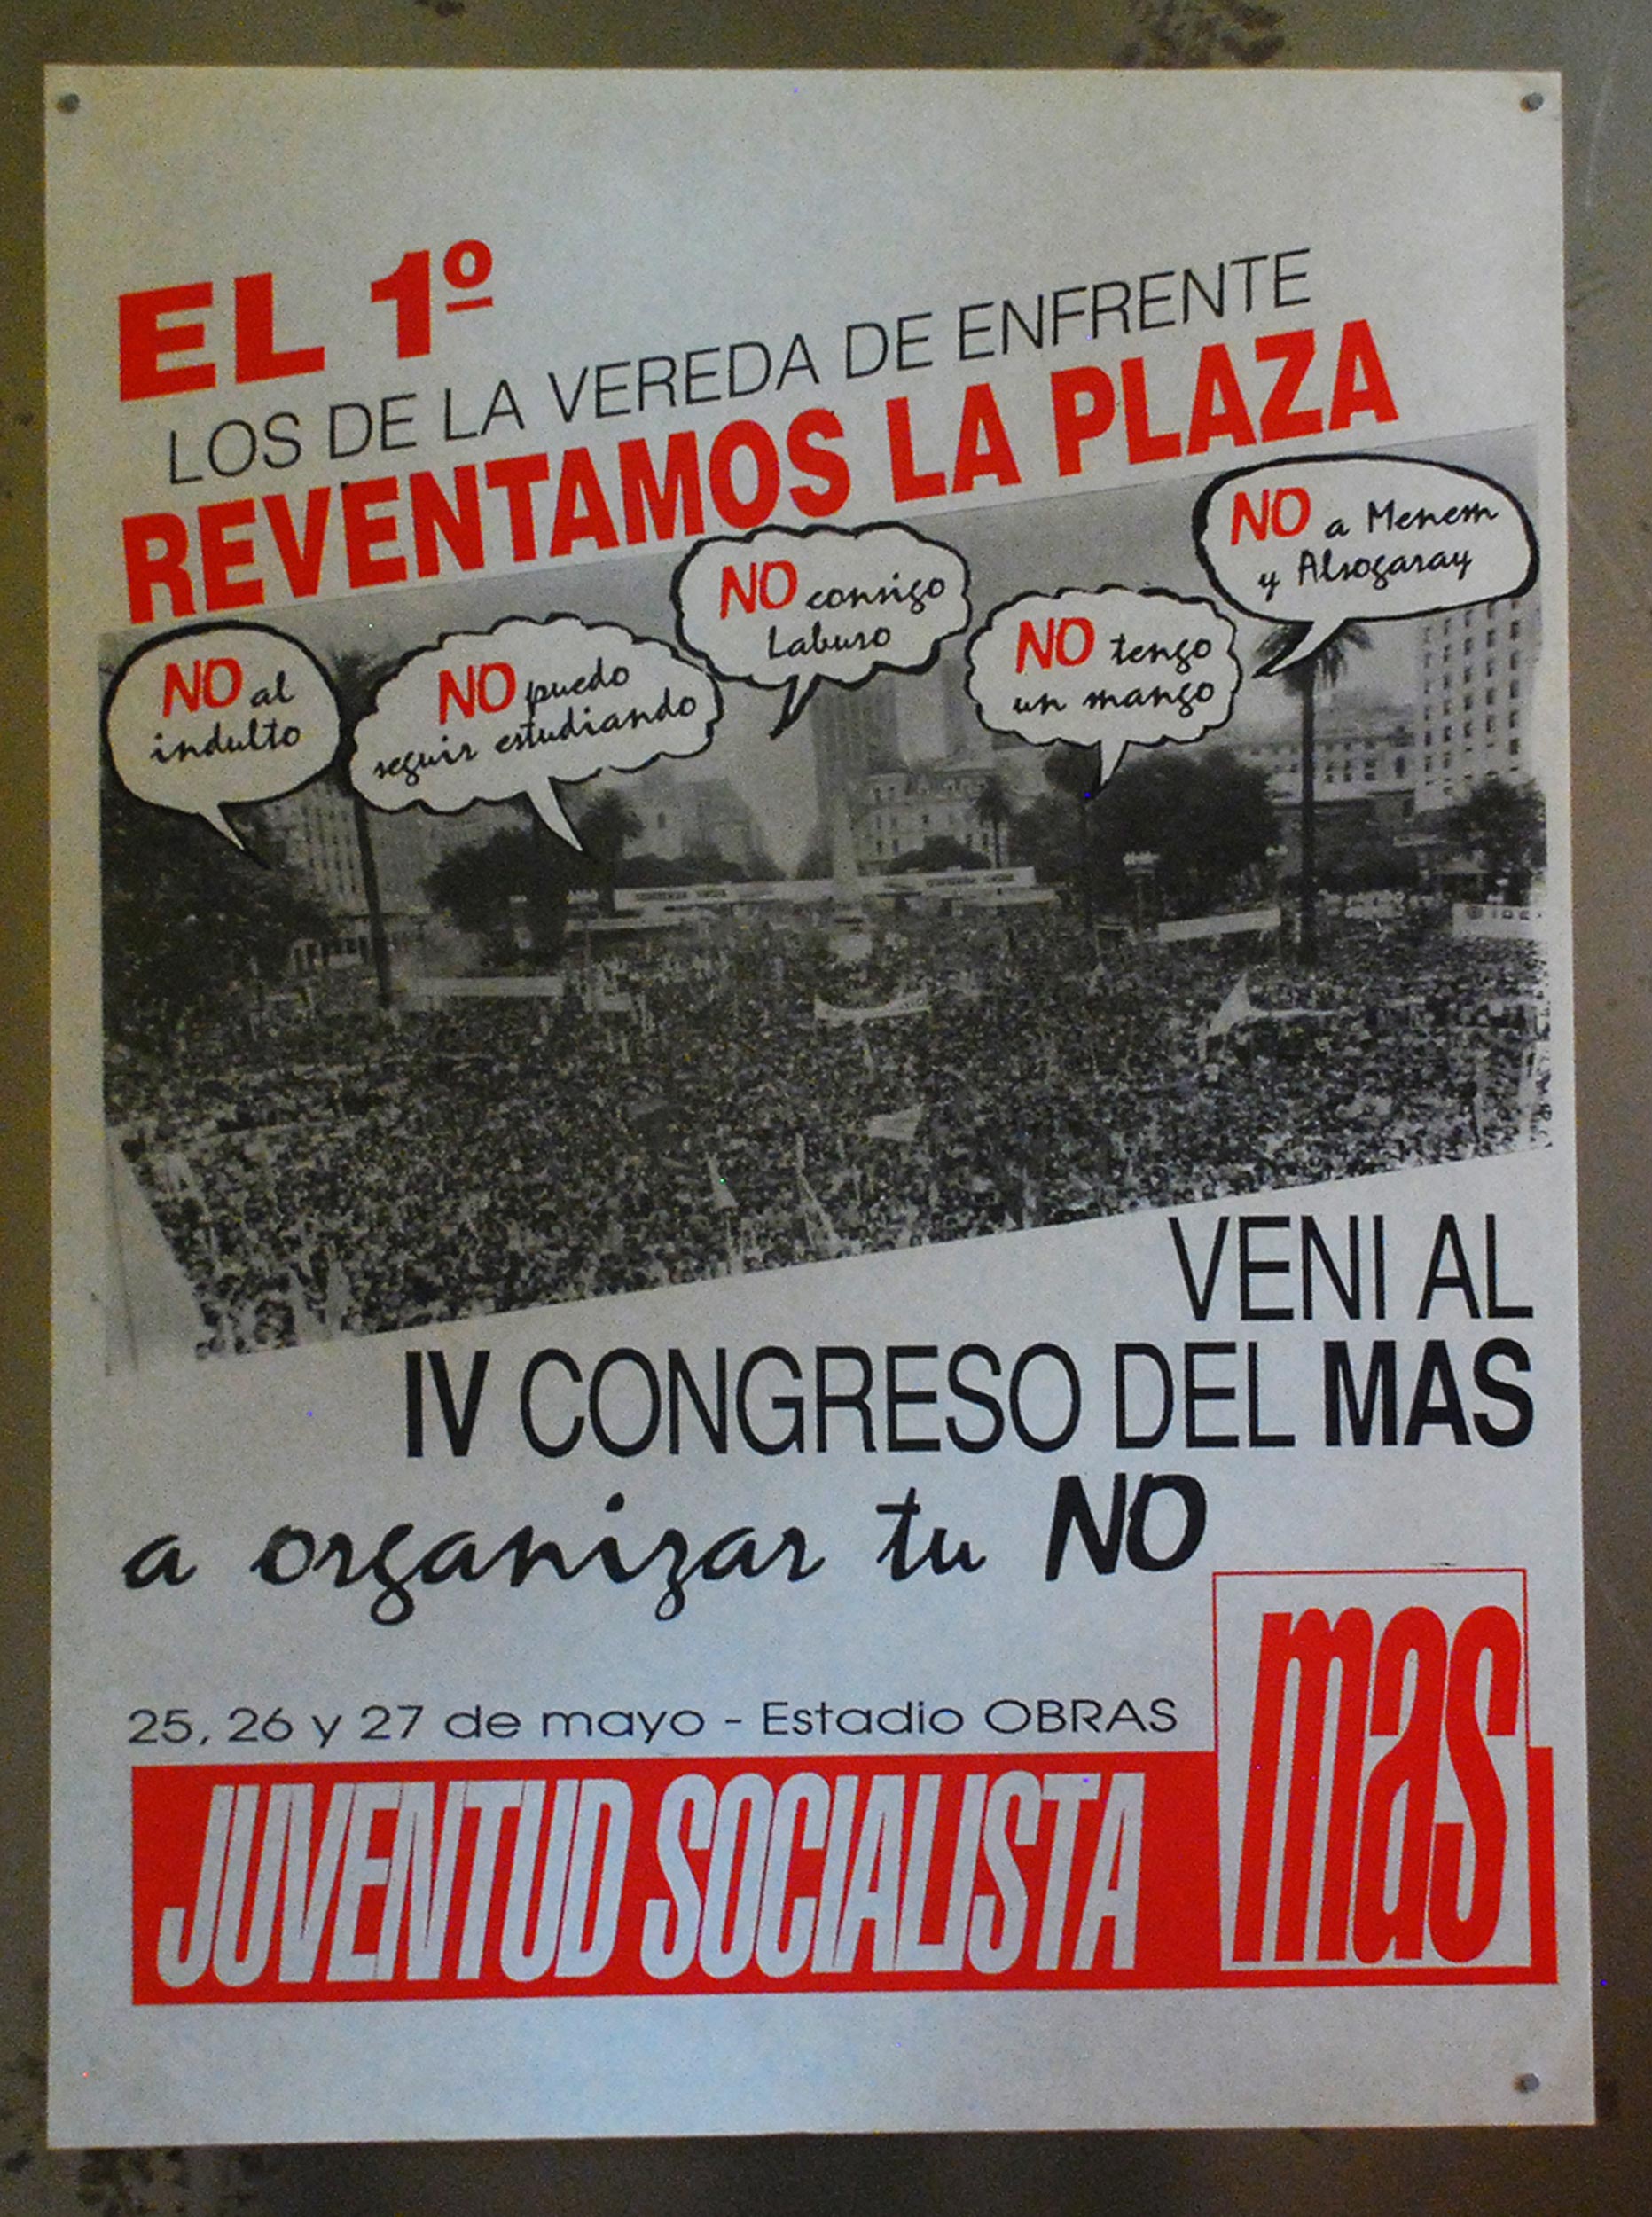 EL 1º
LOS DE LA VEREDA DE ENFRENTE
REVENTAMOS LA PLAZA
NO al
indulto
NO puedo
seguir estudiando
NO consigo
Laburo
NO tengo
un mango
NO a Menem
y Alsogaray
VENI AL
IV CONGRESO DEL MAS
a organizar tu NO
25, 26 y 27 de mayo - Estadio OBRAS
JUVENTUD SOCIALISTA
mas